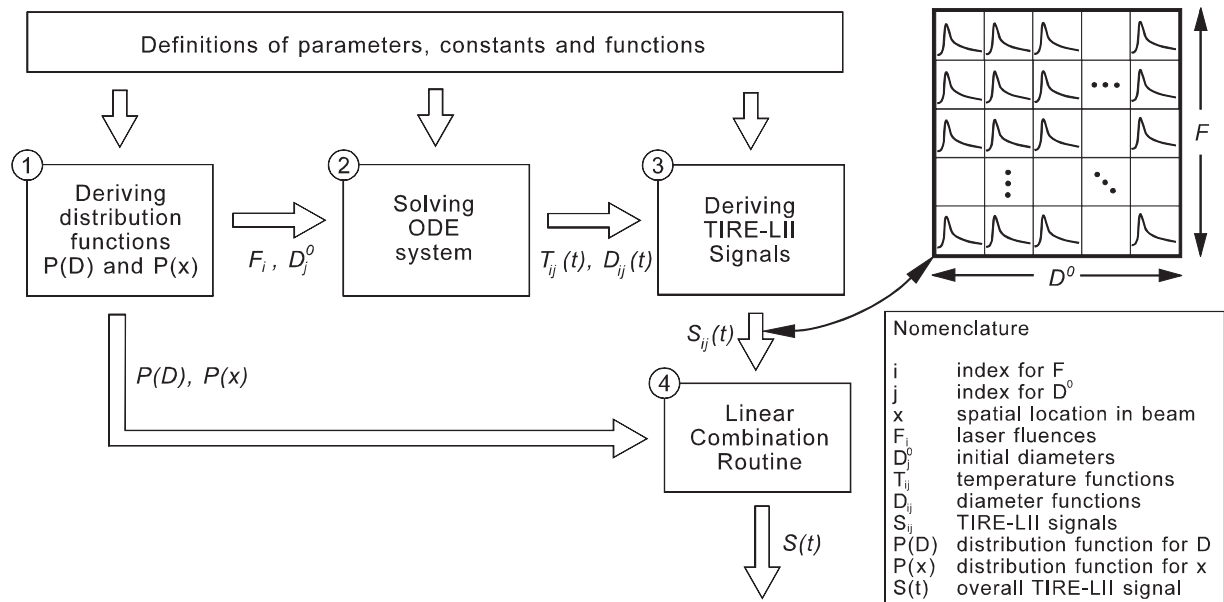 Definitions of parameters, constants and functions
1
Deriving
distribution
functions
P(D) and P(x)
F_i , D_j^0
2
Solving
ODE
system
T_ij(t), D_ij(t)
3
Deriving
TIRE-LII
Signals
F
D^0
S_ij(t)
P(D), P(x)
4
Linear
Combination
Routine
S(t)
Nomenclature
i index for F
j index for D^0
x spatial location in beam
F_i laser fluences
D_j^0 initial diameters
T_ij temperature functions
D_ij diameter functions
S_ij TIRE-LII signals
P(D) distribution function for D
P(x) distribution function for x
S(t) overall TIRE-LII signal